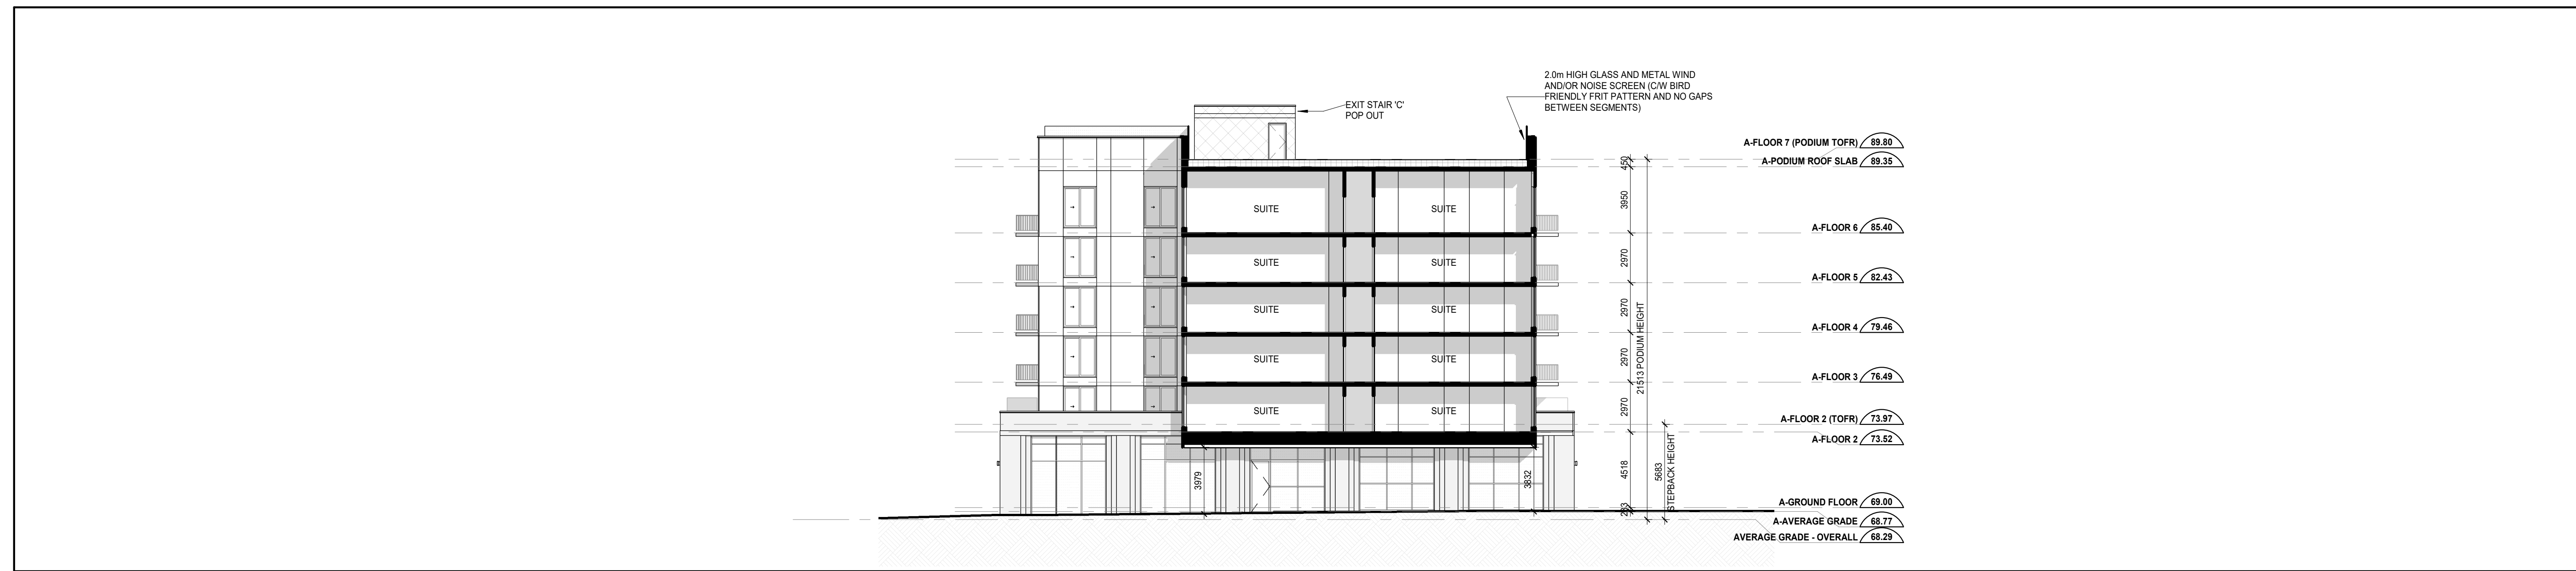 2.0m HIGH GLASS AND METAL WIND
AND/OR NOISE SCREEN (C/W BIRD
FRIENDLY FRIT PATTERN AND NO GAPS
BETWEEN SEGMENTS)
EXIT STAIR 'C'
POP OUT
A-FLOOR 7 (PODIUM TOFR) 89.80
A-PODIUM ROOF SLAB 89.35
450
3950
SUITE SUITE
A-FLOOR 6 85.40
2970
SUITE SUITE
A-FLOOR 5 82.43
2970
SUITE SUITE
21513 PODIUM HEIGHT
A-FLOOR 4 79.46
2970
SUITE SUITE
A-FLOOR 3 76.49
2970
SUITE SUITE
A-FLOOR 2 (TOFR) 73.97
A-FLOOR 2 73.52
3979
3832
4518
5683
STEPBACK HEIGHT
A-GROUND FLOOR 69.00
233
A-AVERAGE GRADE 68.77
AVERAGE GRADE - OVERALL 68.29